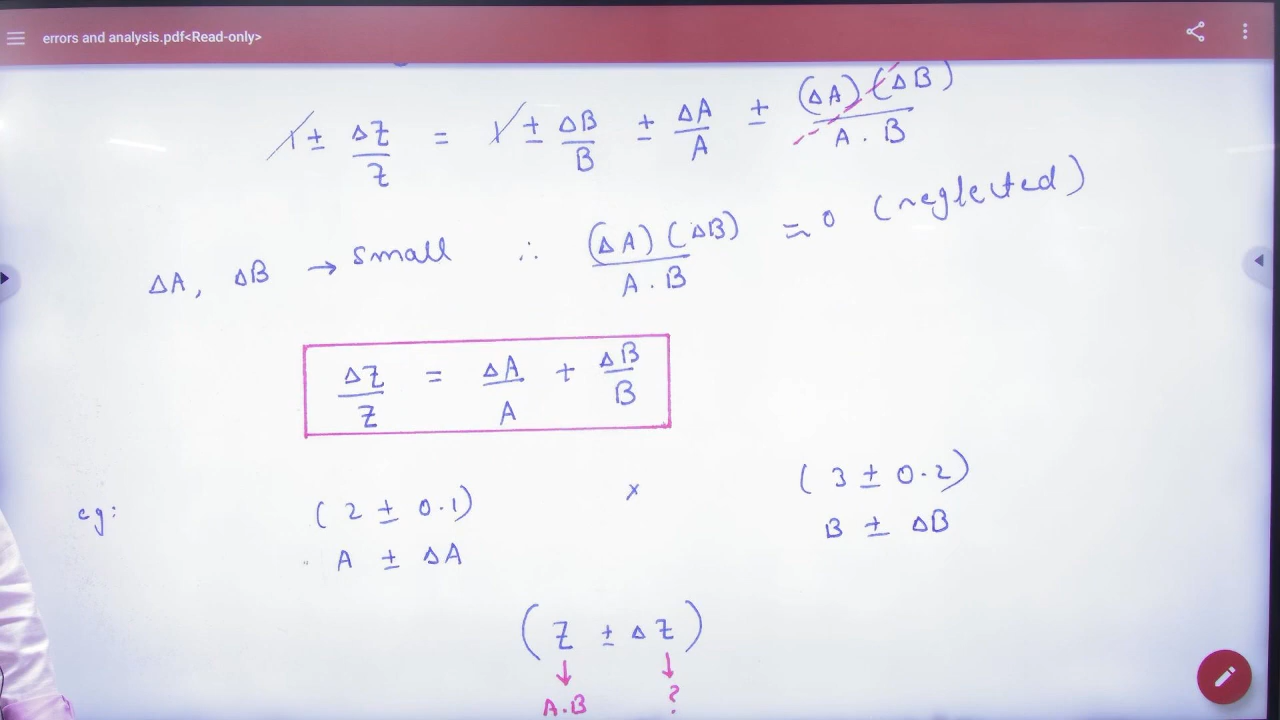 errors and analysis.pdf<Read-only>
1 ± ΔZ/Z = 1 ± ΔB/B ± ΔA/A ± (ΔA)(ΔB)/A.B
ΔA, ΔB → small ∴ (ΔA)(ΔB)/A.B ≈ 0 (neglected)
ΔZ/Z = ΔA/A + ΔB/B
eg: (2 ± 0.1) × (3 ± 0.2)
A ± ΔA B ± ΔB
(Z ± ΔZ)
↓ ↓
A.B ?